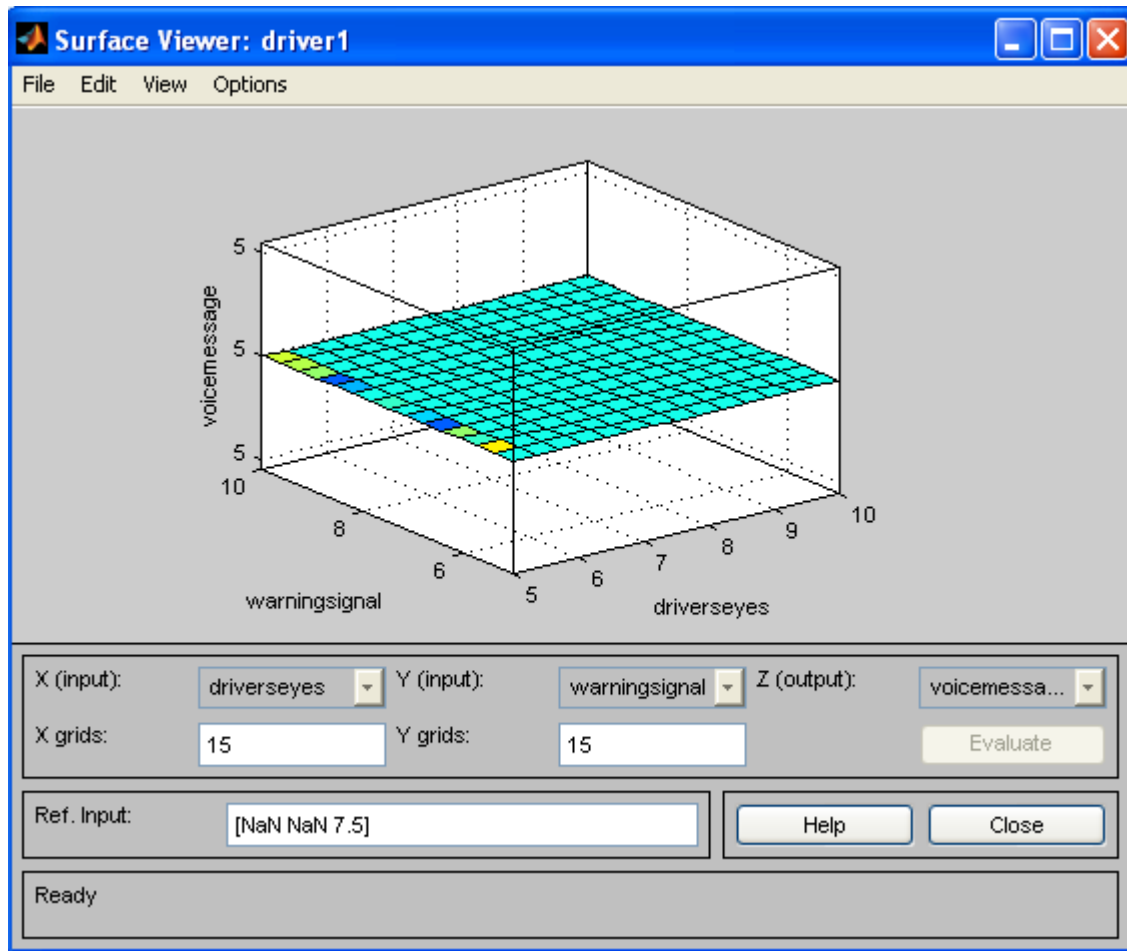 Surface Viewer: driver1
File Edit View Options
voicemessage
5
5
5
10
8
6
warningsignal
5
6
7
8
9
10
driverseyes
X (input): driverseyes Y (input): warningsignal Z (output): voicemessa...
X grids: 15 Y grids: 15 Evaluate
Ref. Input: [NaN NaN 7.5] Help Close
Ready